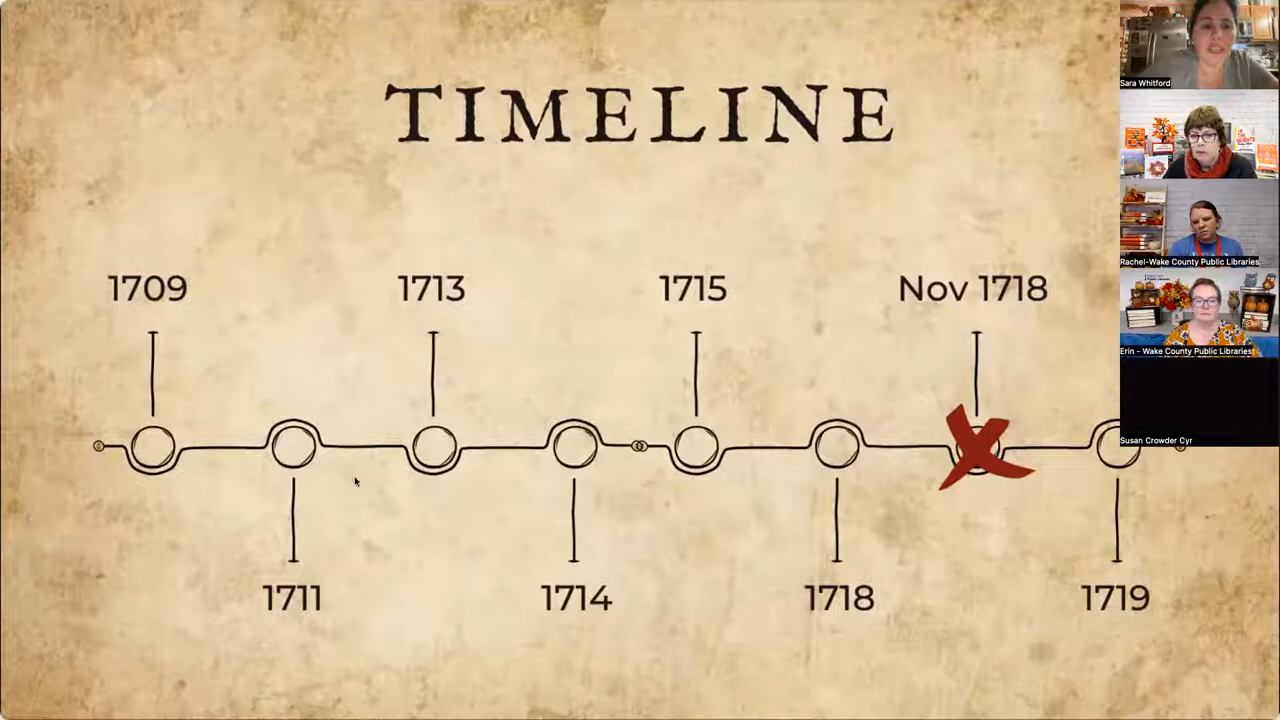 TIMELINE
1709
1713
1715
Nov 1718
1711
1714
1718
1719
Sara Whitford
Rachel-Wake County Public Libraries
Erin - Wake County Public Libraries
Susan Crowder Cyr